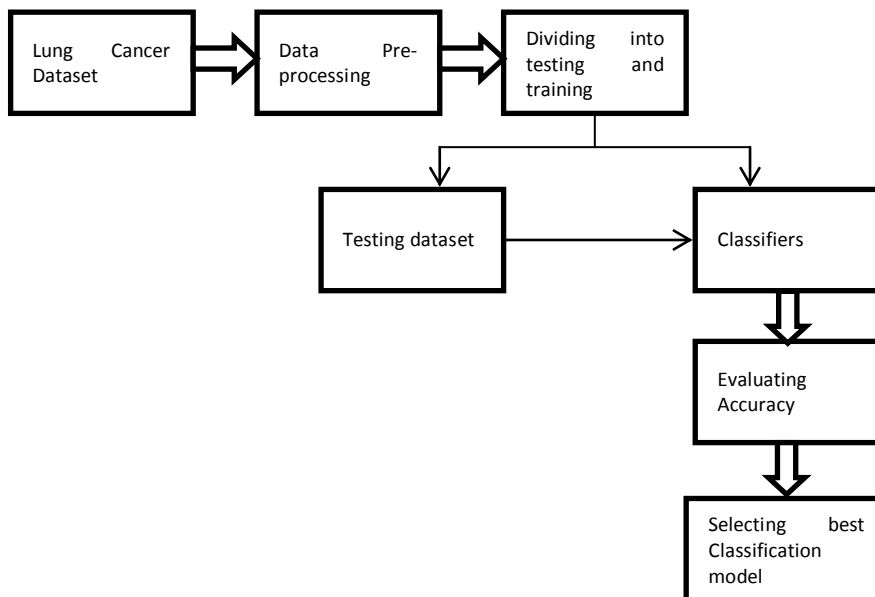 Lung Cancer
Dataset
Data Pre-
processing
Dividing into
testing and
training
Testing dataset
Classifiers
Evaluating
Accuracy
Selecting best
Classification
model